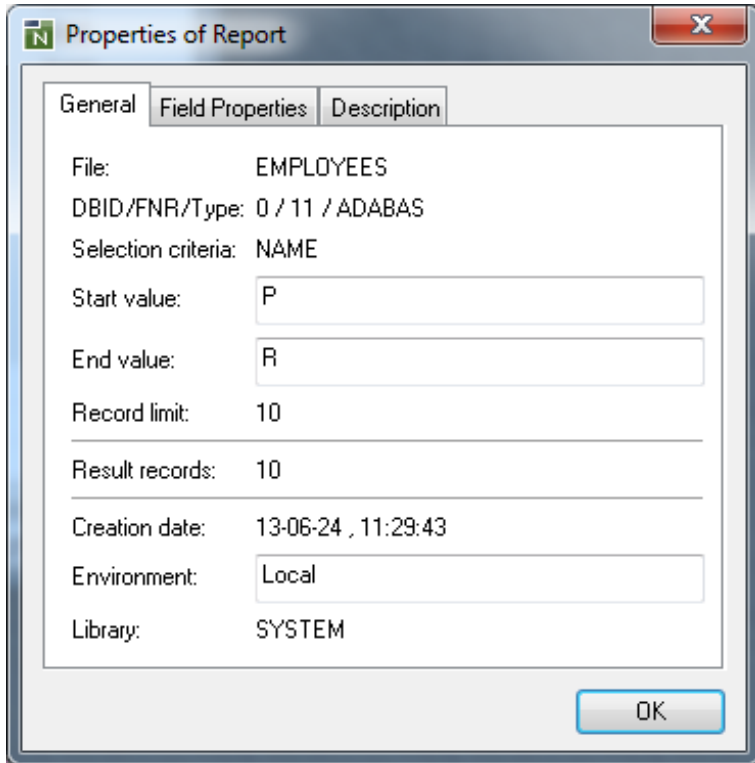 Properties of Report
General Field Properties Description
File: EMPLOYEES
DBID/FNR/Type: 0 / 11 / ADABAS
Selection criteria: NAME
Start value: P
End value: R
Record limit: 10
Result records: 10
Creation date: 13-06-24 , 11:29:43
Environment: Local
Library: SYSTEM
OK